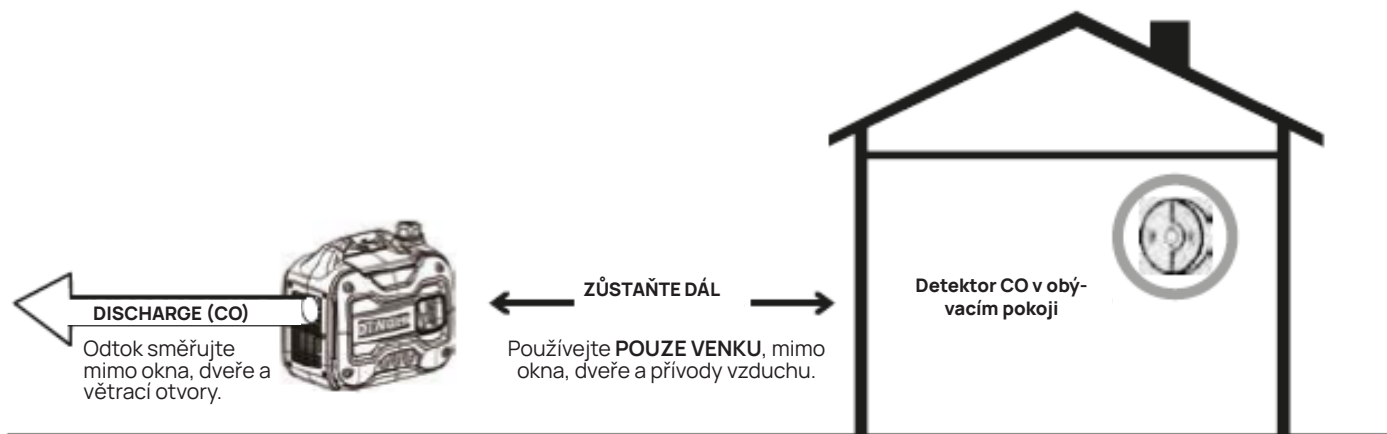 DISCHARGE (CO)
Odtok směřujte
mimo okna, dveře a
větrací otvory.
ZŮSTAŇTE DÁL
Používejte POUZE VENKU, mimo
okna, dveře a přívody vzduchu.
Detektor CO v obý-
vacím pokoji